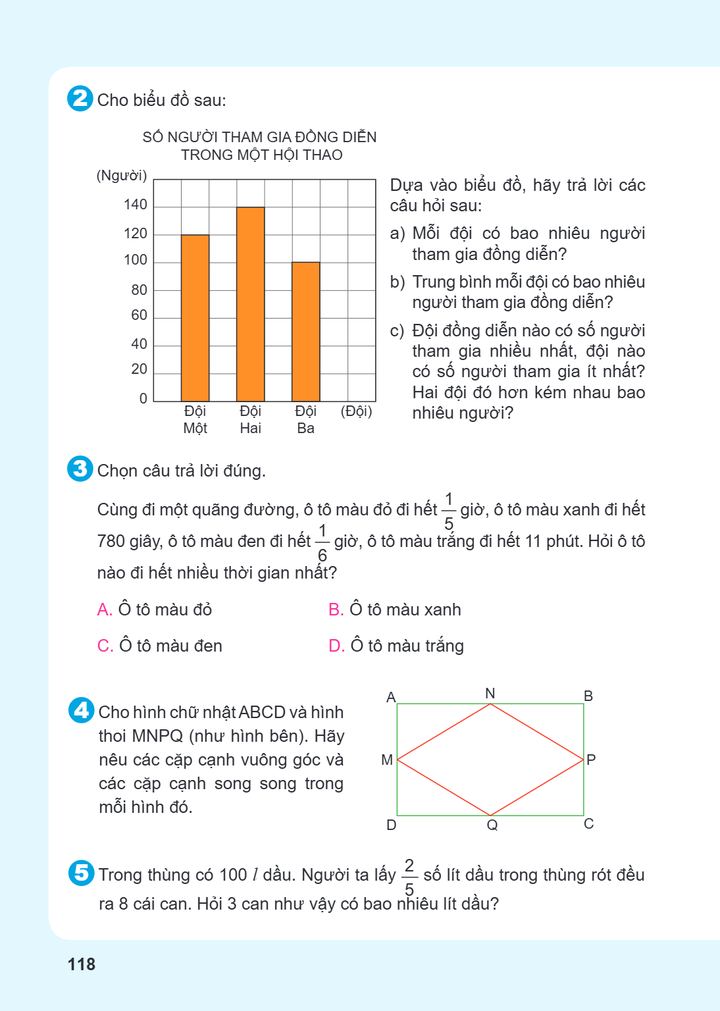 2 Cho biểu đồ sau:
SỐ NGƯỜI THAM GIA ĐỒNG DIỄN
TRONG MỘT HỘI THAO
(Người)
140
120
100
80
60
40
20
0
Đội Một
Đội Hai
Đội Ba
(Đội)
Dựa vào biểu đồ, hãy trả lời các
câu hỏi sau:
a) Mỗi đội có bao nhiêu người
tham gia đồng diễn?
b) Trung bình mỗi đội có bao nhiêu
người tham gia đồng diễn?
c) Đội đồng diễn nào có số người
tham gia nhiều nhất, đội nào
có số người tham gia ít nhất?
Hai đội đó hơn kém nhau bao
nhiêu người?
3 Chọn câu trả lời đúng.
Cùng đi một quãng đường, ô tô màu đỏ đi hết 1/5 giờ, ô tô màu xanh đi hết
780 giây, ô tô màu đen đi hết 1/6 giờ, ô tô màu trắng đi hết 11 phút. Hỏi ô tô
nào đi hết nhiều thời gian nhất?
A. Ô tô màu đỏ B. Ô tô màu xanh
C. Ô tô màu đen D. Ô tô màu trắng
4 Cho hình chữ nhật ABCD và hình
thoi MNPQ (như hình bên). Hãy
nêu các cặp cạnh vuông góc và
các cặp cạnh song song trong
mỗi hình đó.
A N B
M P
D Q C
5 Trong thùng có 100 l dầu. Người ta lấy 2/5 số lít dầu trong thùng rót đều
ra 8 cái can. Hỏi 3 can như vậy có bao nhiêu lít dầu?
118